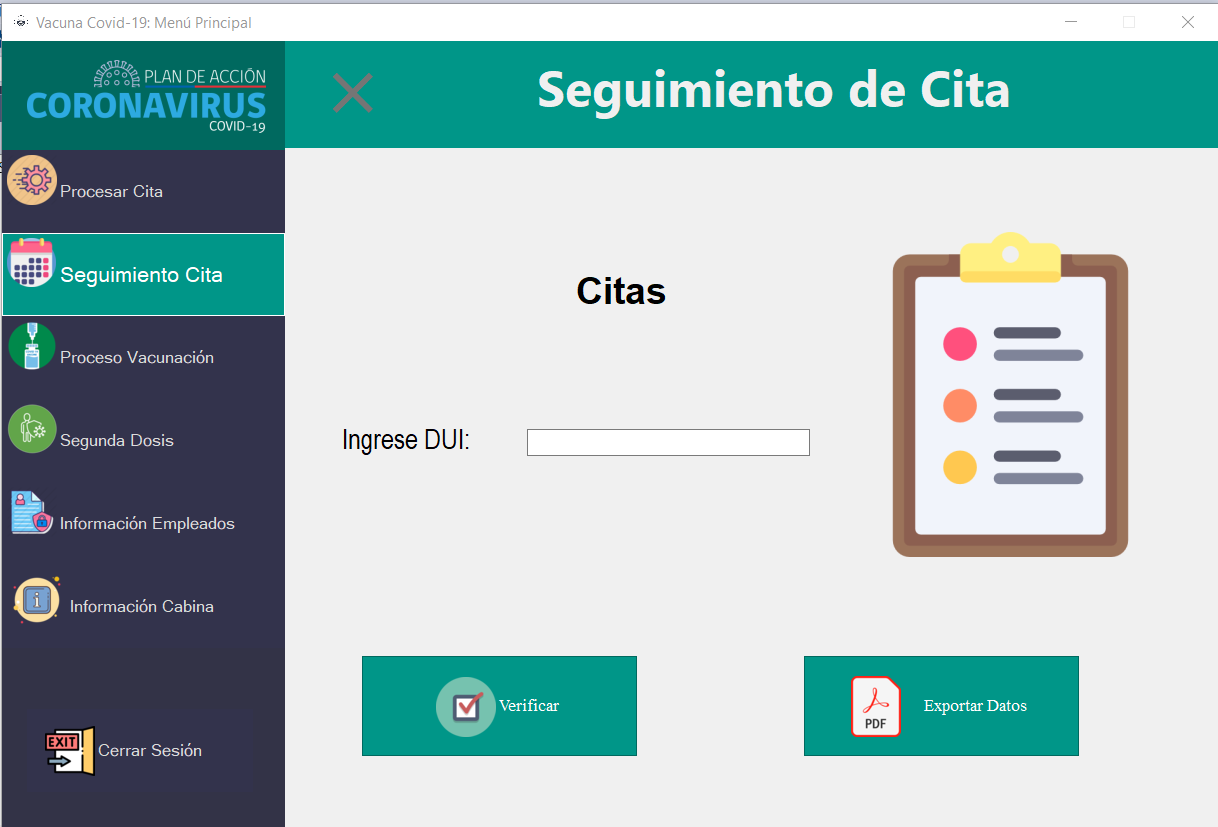 Vacuna Covid-19: Menú Principal
PLAN DE ACCIÓN
CORONAVIRUS
COVID-19
Seguimiento de Cita
Procesar Cita
Seguimiento Cita
Proceso Vacunación
Segunda Dosis
Información Empleados
Información Cabina
EXIT
Cerrar Sesión
Citas
Ingrese DUI:
Verificar
PDF
Exportar Datos